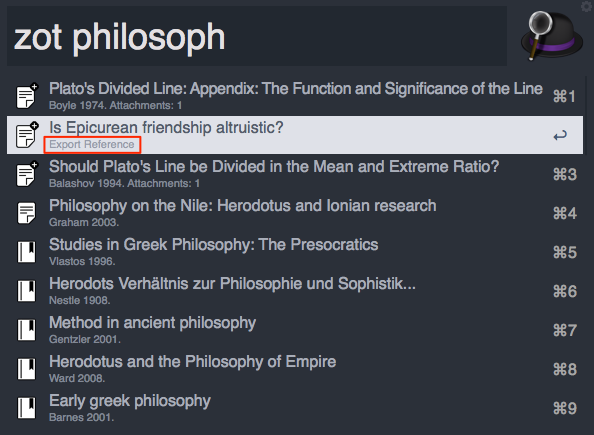 zot philosoph
Plato's Divided Line: Appendix: The Function and Significance of the Line
Boyle 1974. Attachments: 1
⌘1
Is Epicurean friendship altruistic?
Export Reference
↩
Should Plato's Line be Divided in the Mean and Extreme Ratio?
Balashov 1994. Attachments: 1
⌘3
Philosophy on the Nile: Herodotus and Ionian research
Graham 2003.
⌘4
Studies in Greek Philosophy: The Presocratics
Vlastos 1996.
⌘5
Herodots Verhältnis zur Philosophie und Sophistik...
Nestle 1908.
⌘6
Method in ancient philosophy
Gentzler 2001.
⌘7
Herodotus and the Philosophy of Empire
Ward 2008.
⌘8
Early greek philosophy
Barnes 2001.
⌘9